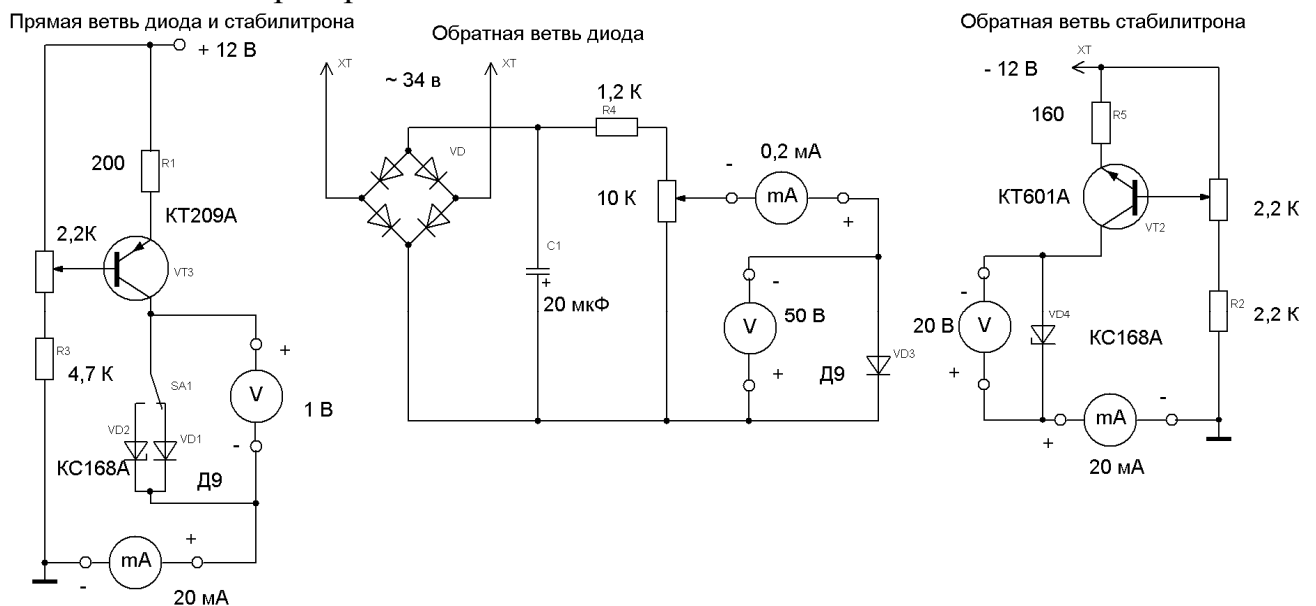 Прямая ветвь диода и стабилитрона
+ 12 В
200
R1
КТ209А
2,2К
VT3
R3
4,7 К
SA1
+
V
1 В
-
VD2
VD1
КС168А
Д9
mA
+
-
20 мА
Обратная ветвь диода
XT
~ 34 в
XT
1,2 К
R4
VD
0,2 мА
-
mA
+
10 К
C1
+
20 мкФ
-
V
50 В
+
Д9
VD3
Обратная ветвь стабилитрона
XT
- 12 В
160
R5
КТ601А
VT2
2,2 К
-
20 В
V
+
VD4
КС168А
R2
2,2 К
-
mA
+
20 мА